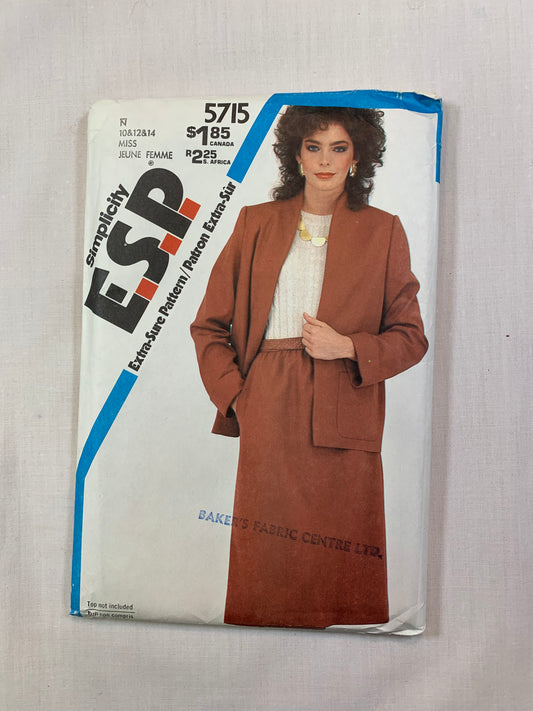 N
10&12&14
MISS
JEUNE FEMME
®
5715
$1.85
CANADA
R2.25
S. AFRICA
Simplicity
E.S.P.
Extra-Sure Pattern/Patron Extra-Sûr
BAKER'S FABRIC CENTRE LTD.
Top not included
compris